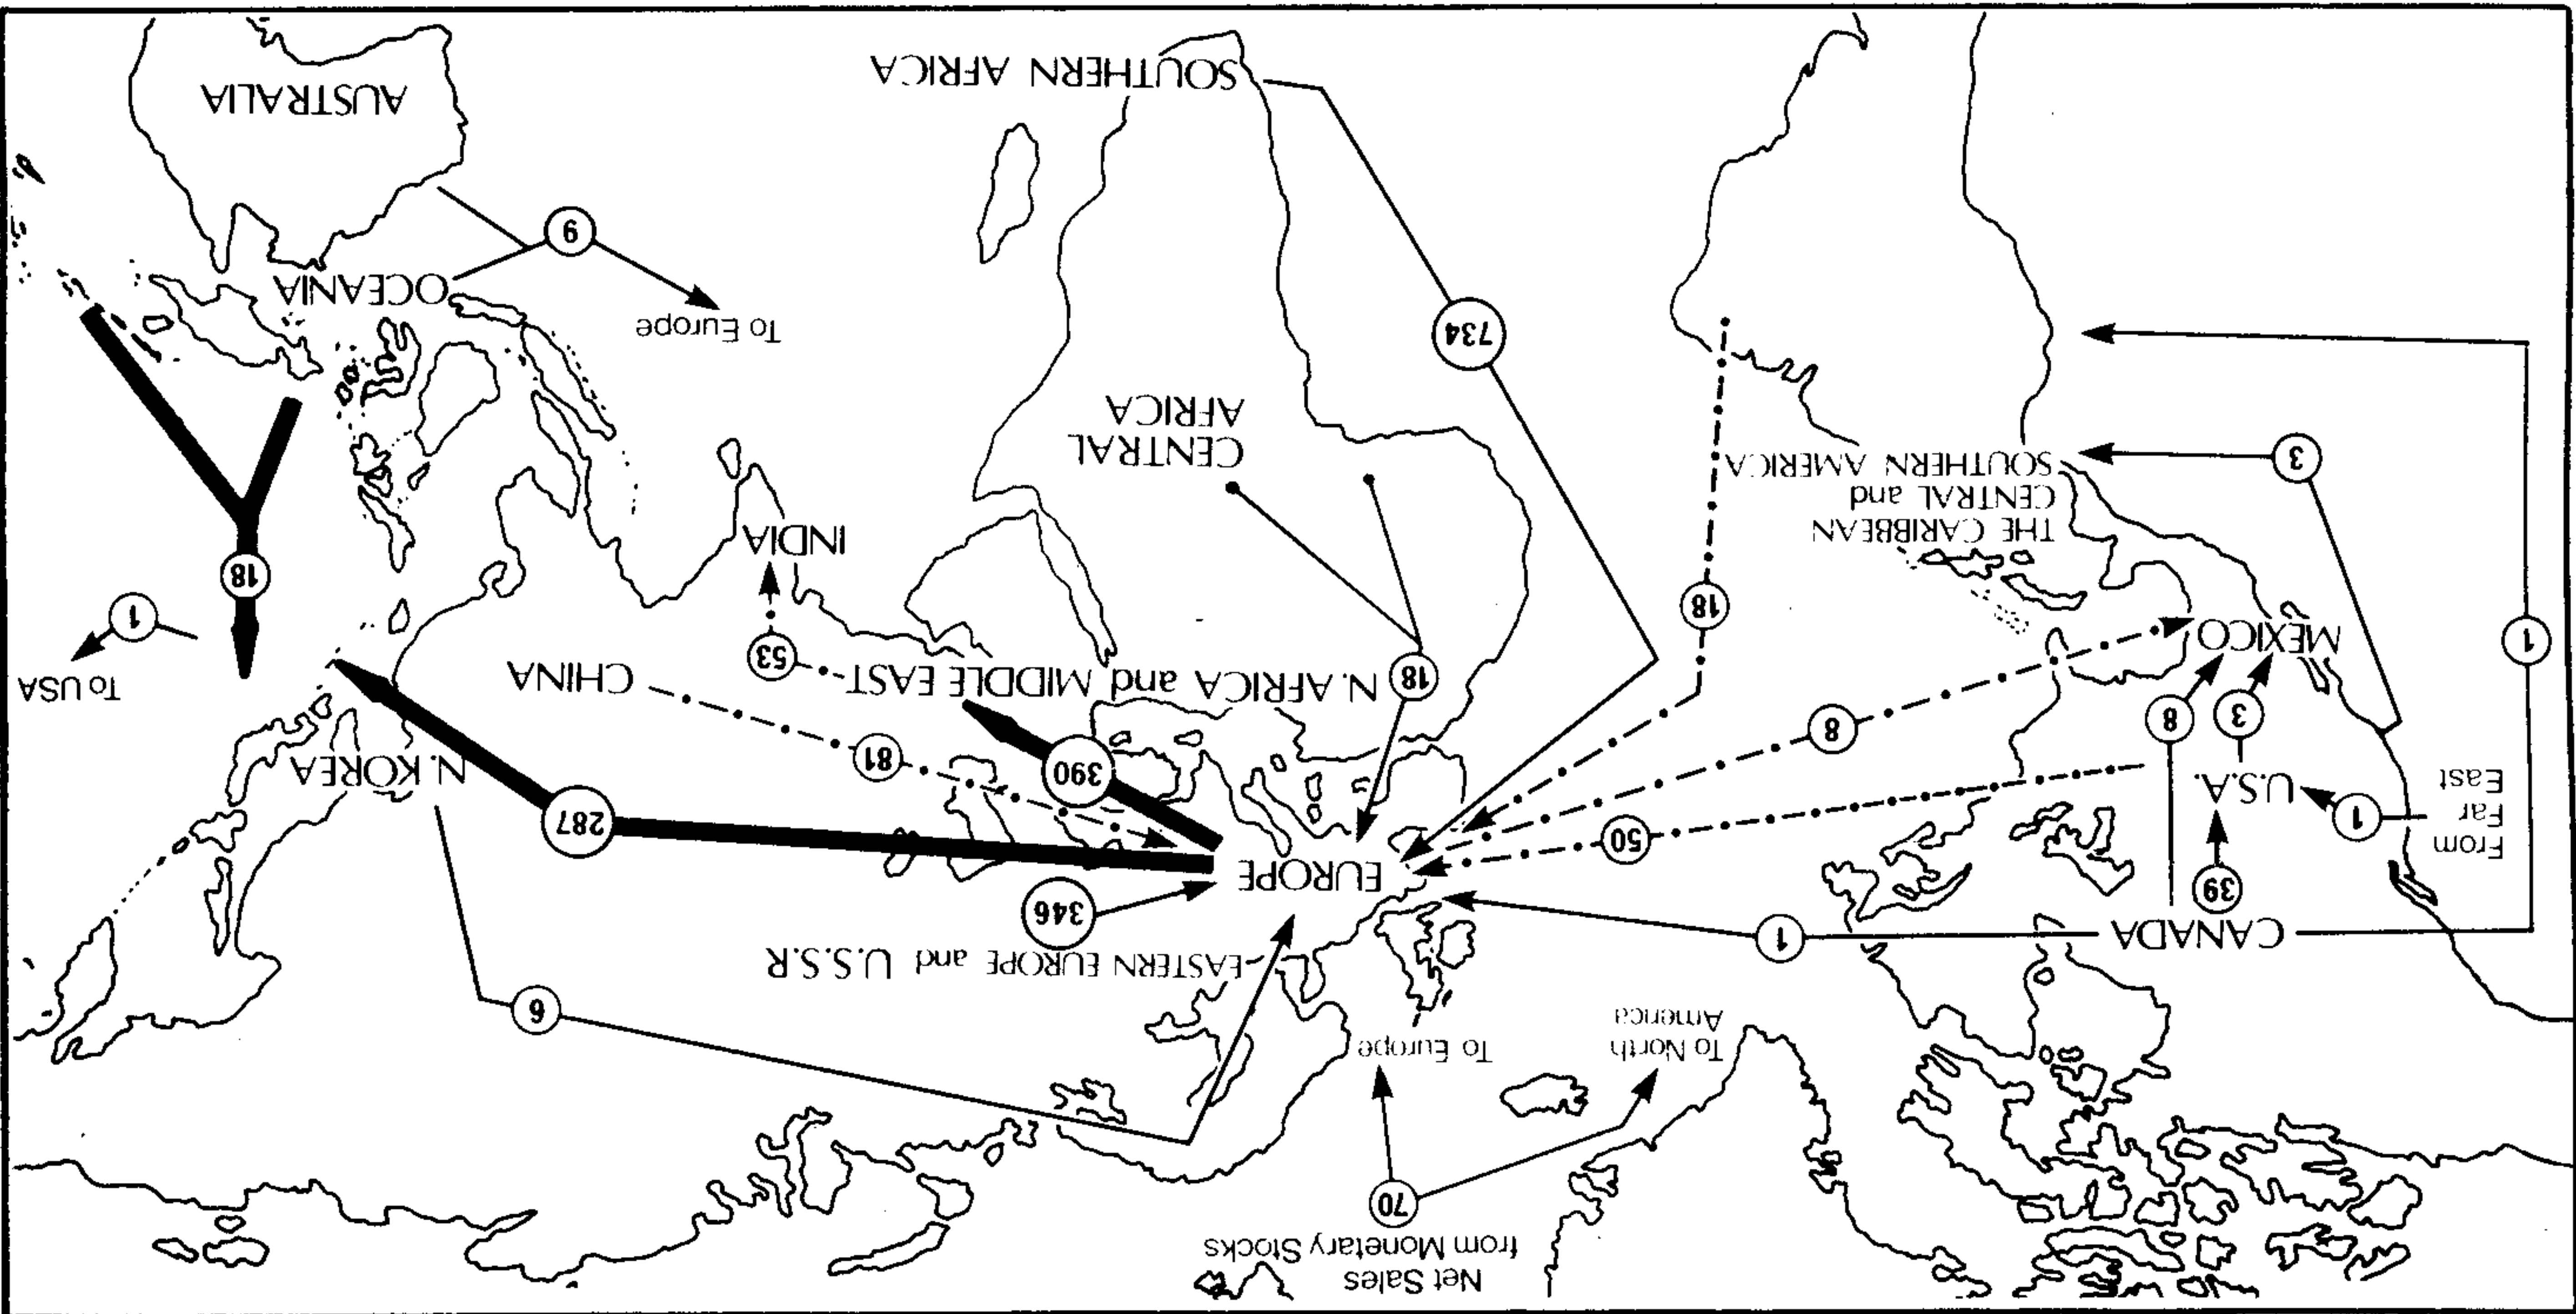 Net Sales
from Monetary Stocks
70
To North
America
To Europe
9
EASTERN EUROPE and U.S.S.R
346
CANADA
1
39
EUROPE
From
Far
East
1
U.S.A.
50
287
N. KOREA
390
81
8
3
8
MEXICO
1
18
N. AFRICA and MIDDLE EAST
53
CHINA
To USA
1
18
18
THE CARIBBEAN
CENTRAL and
SOUTHERN AMERICA
3
INDIA
CENTRAL
AFRICA
734
To Europe
OCEANIA
6
AUSTRALIA
SOUTHERN AFRICA